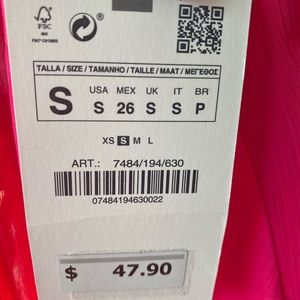 FSC
MIX
FSC® C013983
TALLA / SIZE / TAMANHO / TAILLE / MAAT / ΜΕΓΕΘΟΣ
S USA MEX UK IT BR
S 26 S S P
XS S M L
ART.: 7484/194/630
07484194630022
$ 47.90